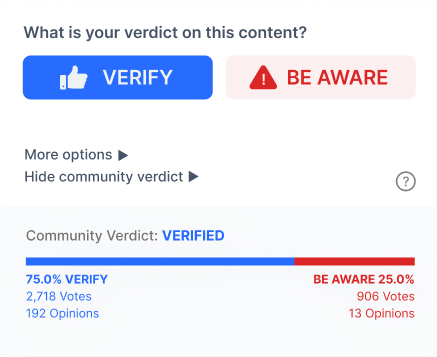 What is your verdict on this content?
VERIFY
BE AWARE
More options ▶
Hide community verdict ▶
?
Community Verdict: VERIFIED
75.0% VERIFY
BE AWARE 25.0%
2,718 Votes
906 Votes
192 Opinions
13 Opinions